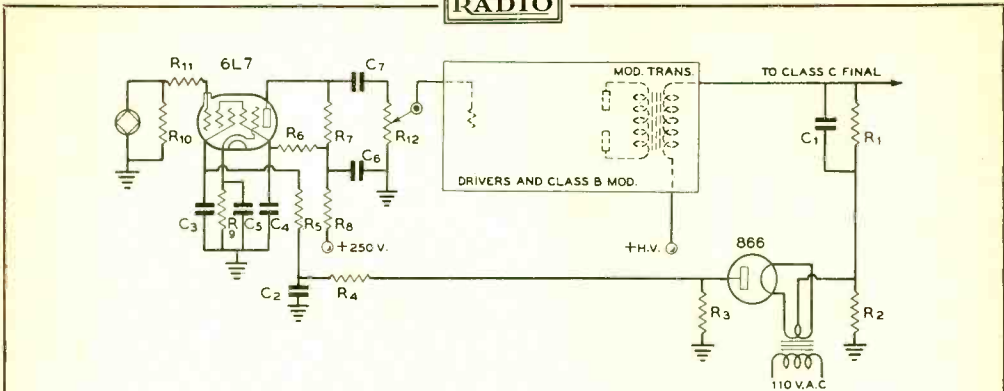 RADIO
R11
6L7
C7
MOD. TRANS.
TO CLASS C FINAL
R10
R6
R7
R12
C1
R1
C6
DRIVERS AND CLASS B MOD.
C3
R9
C5
C4
R5
R8
+250 V.
+H.V.
866
C2
R4
R3
R2
110 V.A.C